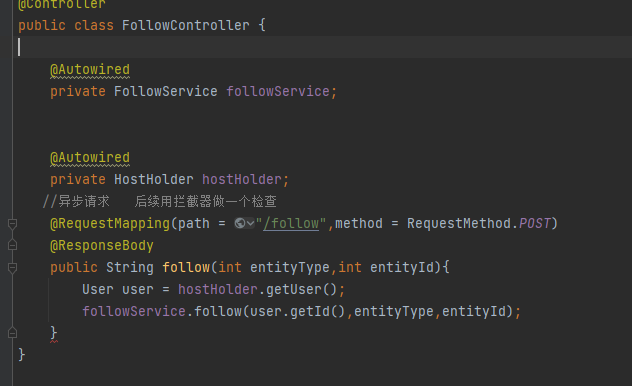 @Controller
public class FollowController {
@Autowired
private FollowService followService;
@Autowired
private HostHolder hostHolder;
//异步请求   后续用拦截器做一个检查
@RequestMapping(path = "/follow",method = RequestMethod.POST)
@ResponseBody
public String follow(int entityType,int entityId){
User user = hostHolder.getUser();
followService.follow(user.getId(),entityType,entityId);
}
}